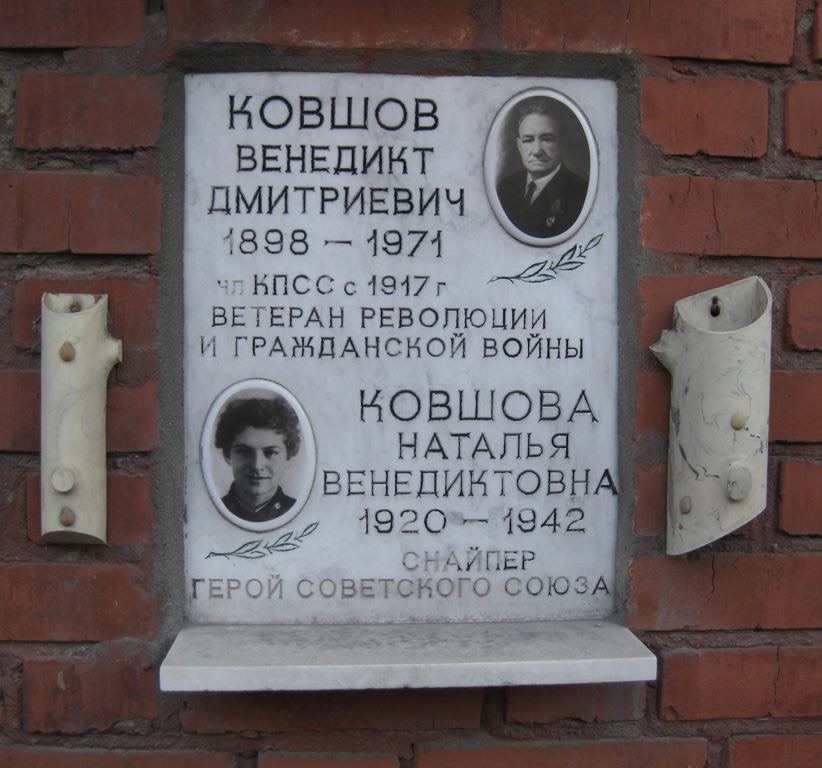 КОВШОВ
ВЕНЕДИКТ
ДМИТРИЕВИЧ
1898 — 1971
чл КПСС с 1917 г
ВЕТЕРАН РЕВОЛЮЦИИ
И ГРАЖДАНСКОЙ ВОЙНЫ
КОВШОВА
НАТАЛЬЯ
ВЕНЕДИКТОВНА
1920 — 1942
СНАЙПЕР
ГЕРОЙ СОВЕТСКОГО СОЮЗА